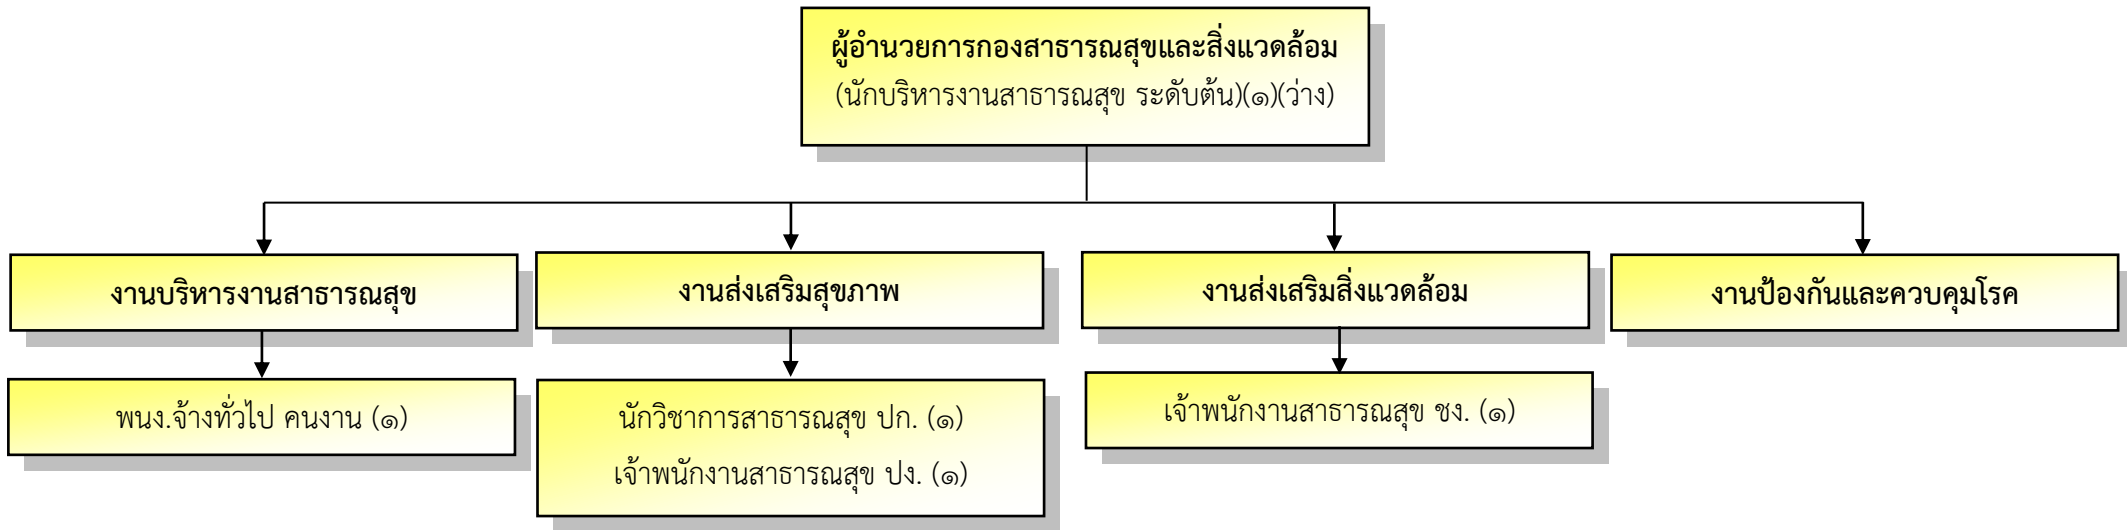 ผู้อำนวยการกองสาธารณสุขและสิ่งแวดล้อม
(นักบริหารงานสาธารณสุข ระดับต้น)(๑)(ว่าง)
งานบริหารงานสาธารณสุข
งานส่งเสริมสุขภาพ
งานส่งเสริมสิ่งแวดล้อม
งานป้องกันและควบคุมโรค
พนง.จ้างทั่วไป คนงาน (๑)
นักวิชาการสาธารณสุข ปก. (๑)
เจ้าพนักงานสาธารณสุข ปง. (๑)
เจ้าพนักงานสาธารณสุข ชง. (๑)